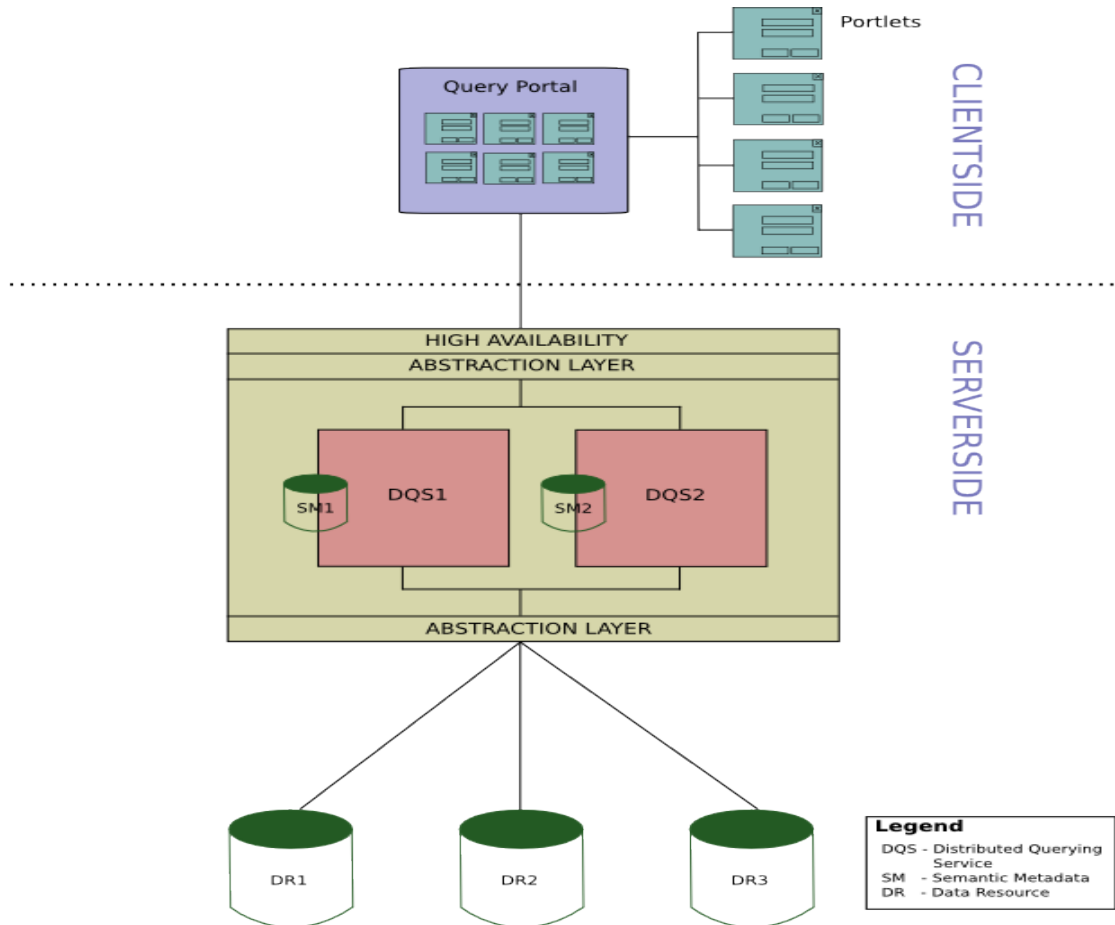 Portlets
Query Portal
CLIENTSIDE
HIGH AVAILABILITY
ABSTRACTION LAYER
SERVERSIDE
DQS1
DQS2
SM1
SM2
ABSTRACTION LAYER
DR1
DR2
DR3
Legend
DQS - Distributed Querying
Service
SM - Semantic Metadata
DR - Data Resource